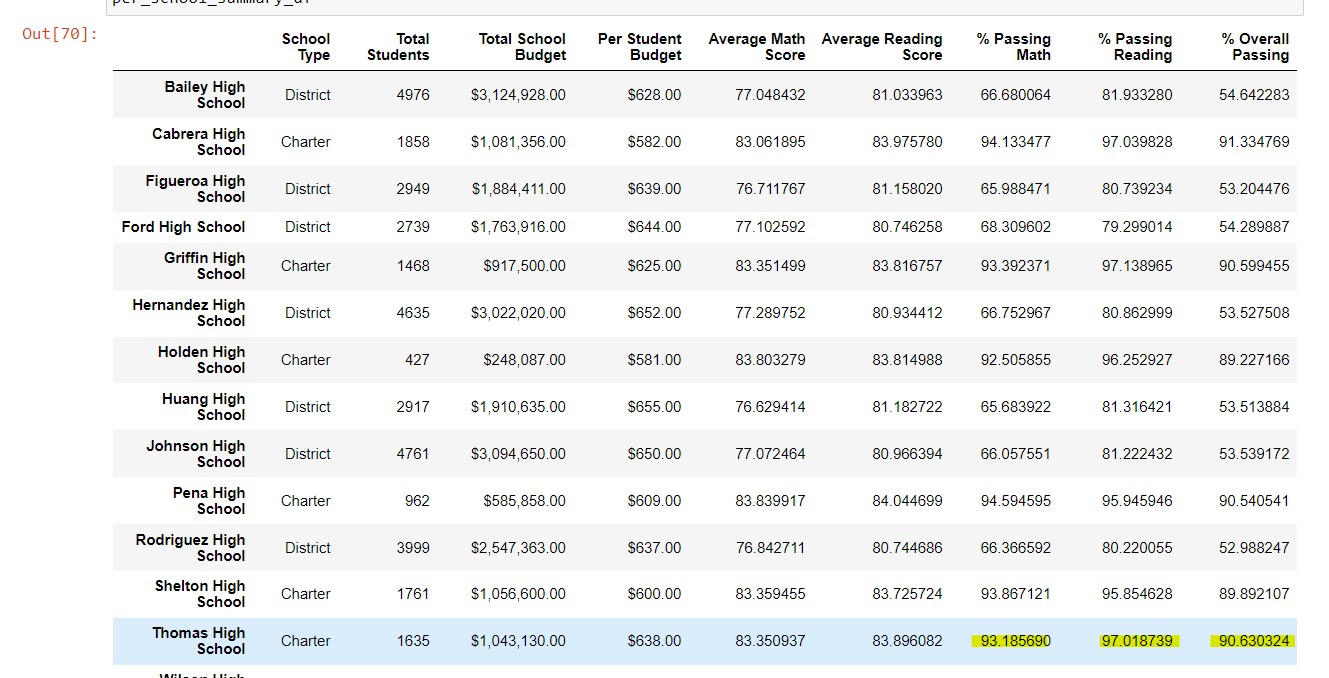 per_school_summary_df
Out[70]:
School Type Total Students Total School Budget Per Student Budget Average Math Score Average Reading Score % Passing Math % Passing Reading % Overall Passing
Bailey High School District 4976 $3,124,928.00 $628.00 77.048432 81.033963 66.680064 81.933280 54.642283
Cabrera High School Charter 1858 $1,081,356.00 $582.00 83.061895 83.975780 94.133477 97.039828 91.334769
Figueroa High School District 2949 $1,884,411.00 $639.00 76.711767 81.158020 65.988471 80.739234 53.204476
Ford High School District 2739 $1,763,916.00 $644.00 77.102592 80.746258 68.309602 79.299014 54.289887
Griffin High School Charter 1468 $917,500.00 $625.00 83.351499 83.816757 93.392371 97.138965 90.599455
Hernandez High School District 4635 $3,022,020.00 $652.00 77.289752 80.934412 66.752967 80.862999 53.527508
Holden High School Charter 427 $248,087.00 $581.00 83.803279 83.814988 92.505855 96.252927 89.227166
Huang High School District 2917 $1,910,635.00 $655.00 76.629414 81.182722 65.683922 81.316421 53.513884
Johnson High School District 4761 $3,094,650.00 $650.00 77.072464 80.966394 66.057551 81.222432 53.539172
Pena High School Charter 962 $585,858.00 $609.00 83.839917 84.044699 94.594595 95.945946 90.540541
Rodriguez High School District 3999 $2,547,363.00 $637.00 76.842711 80.744686 66.366592 80.220055 52.988247
Shelton High School Charter 1761 $1,056,600.00 $600.00 83.359455 83.725724 93.867121 95.854628 89.892107
Thomas High School Charter 1635 $1,043,130.00 $638.00 83.350937 83.896082 93.185690 97.018739 90.630324
Wilson High